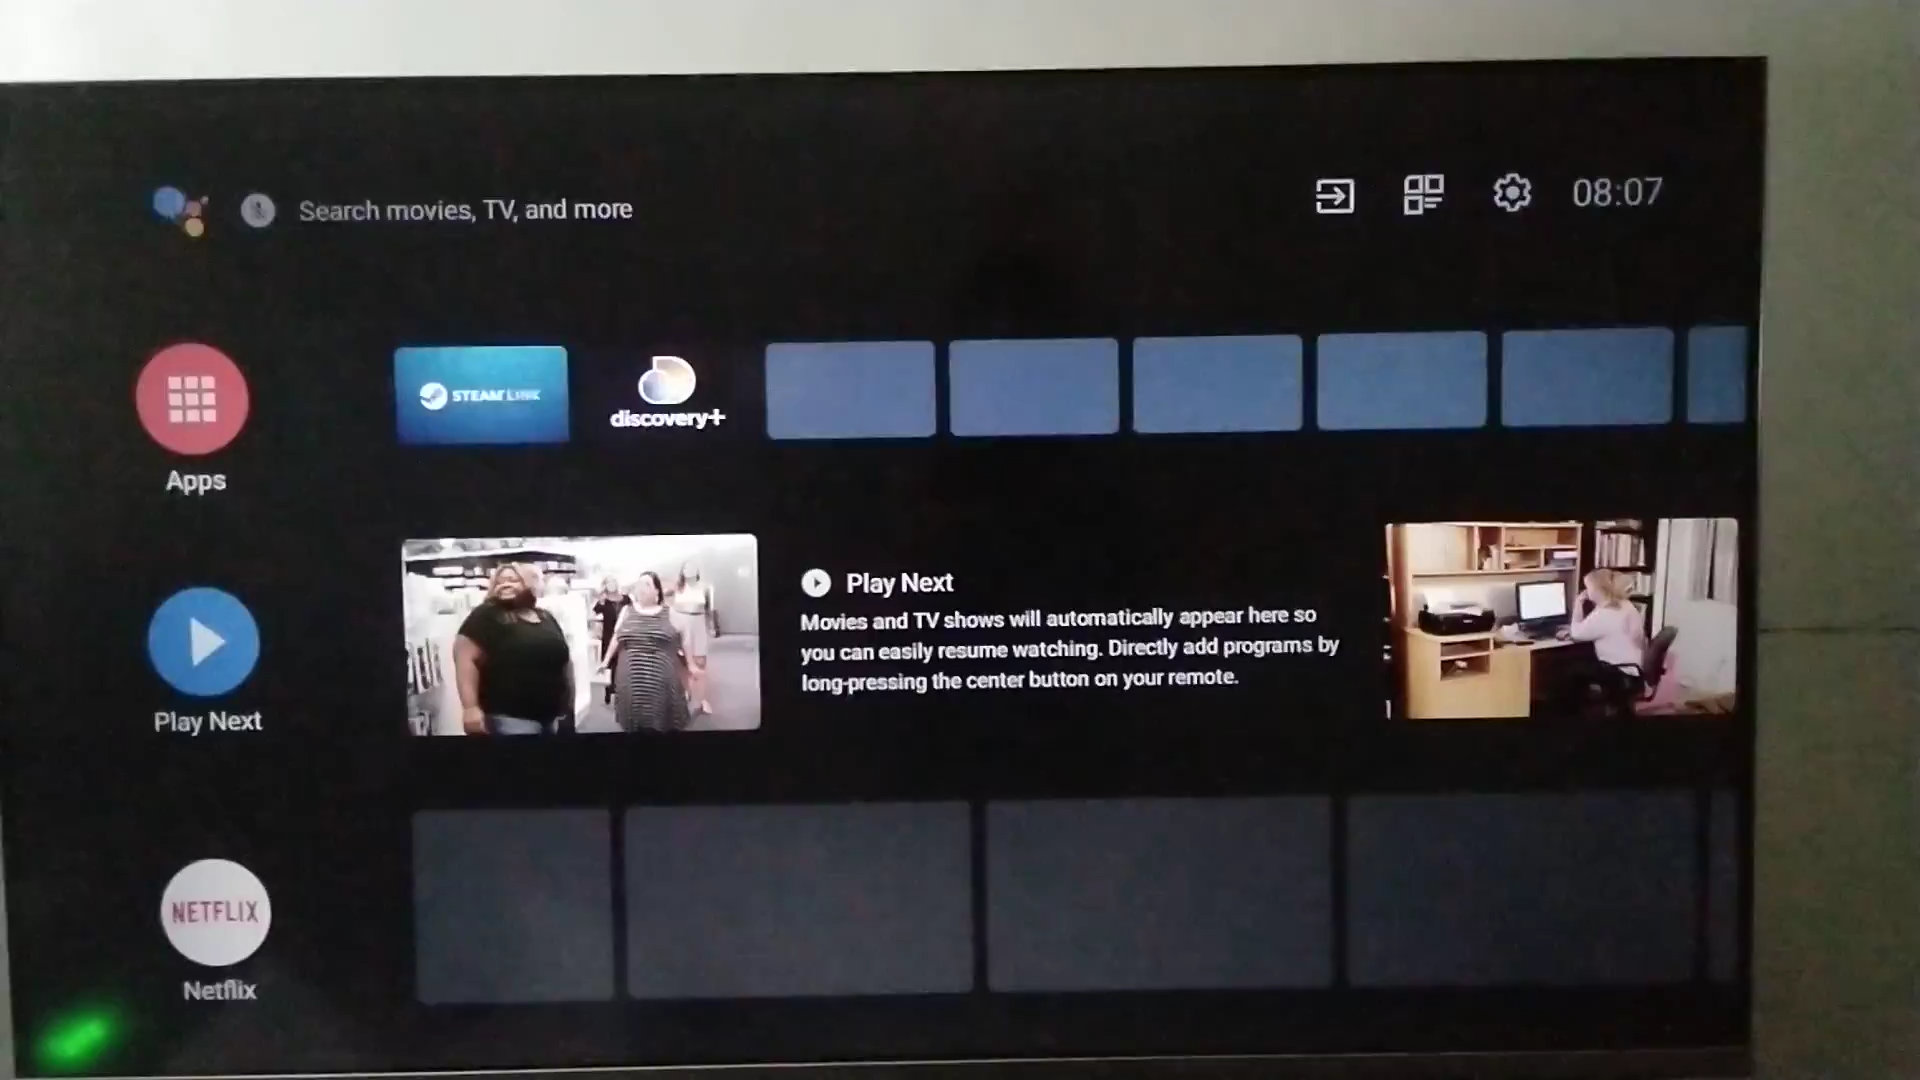 Search movies, TV, and more
08:07
STEAM LINK
discovery+
Apps
Play Next
Movies and TV shows will automatically appear here so
you can easily resume watching. Directly add programs by
long-pressing the center button on your remote.
Play Next
NETFLIX
Netflix